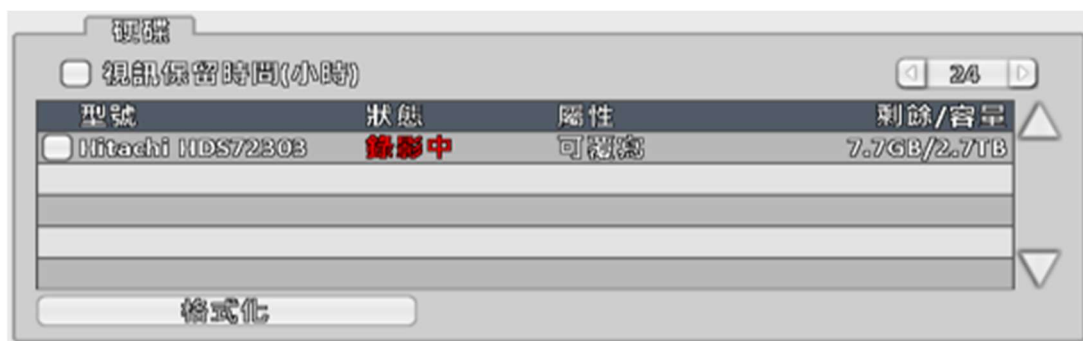 硬碟
視訊保留時間(小時) 24
型號 狀態 屬性 剩餘/容量
Hitachi HDS72303 錄影中 可覆寫 7.7GB/2.7TB
格式化